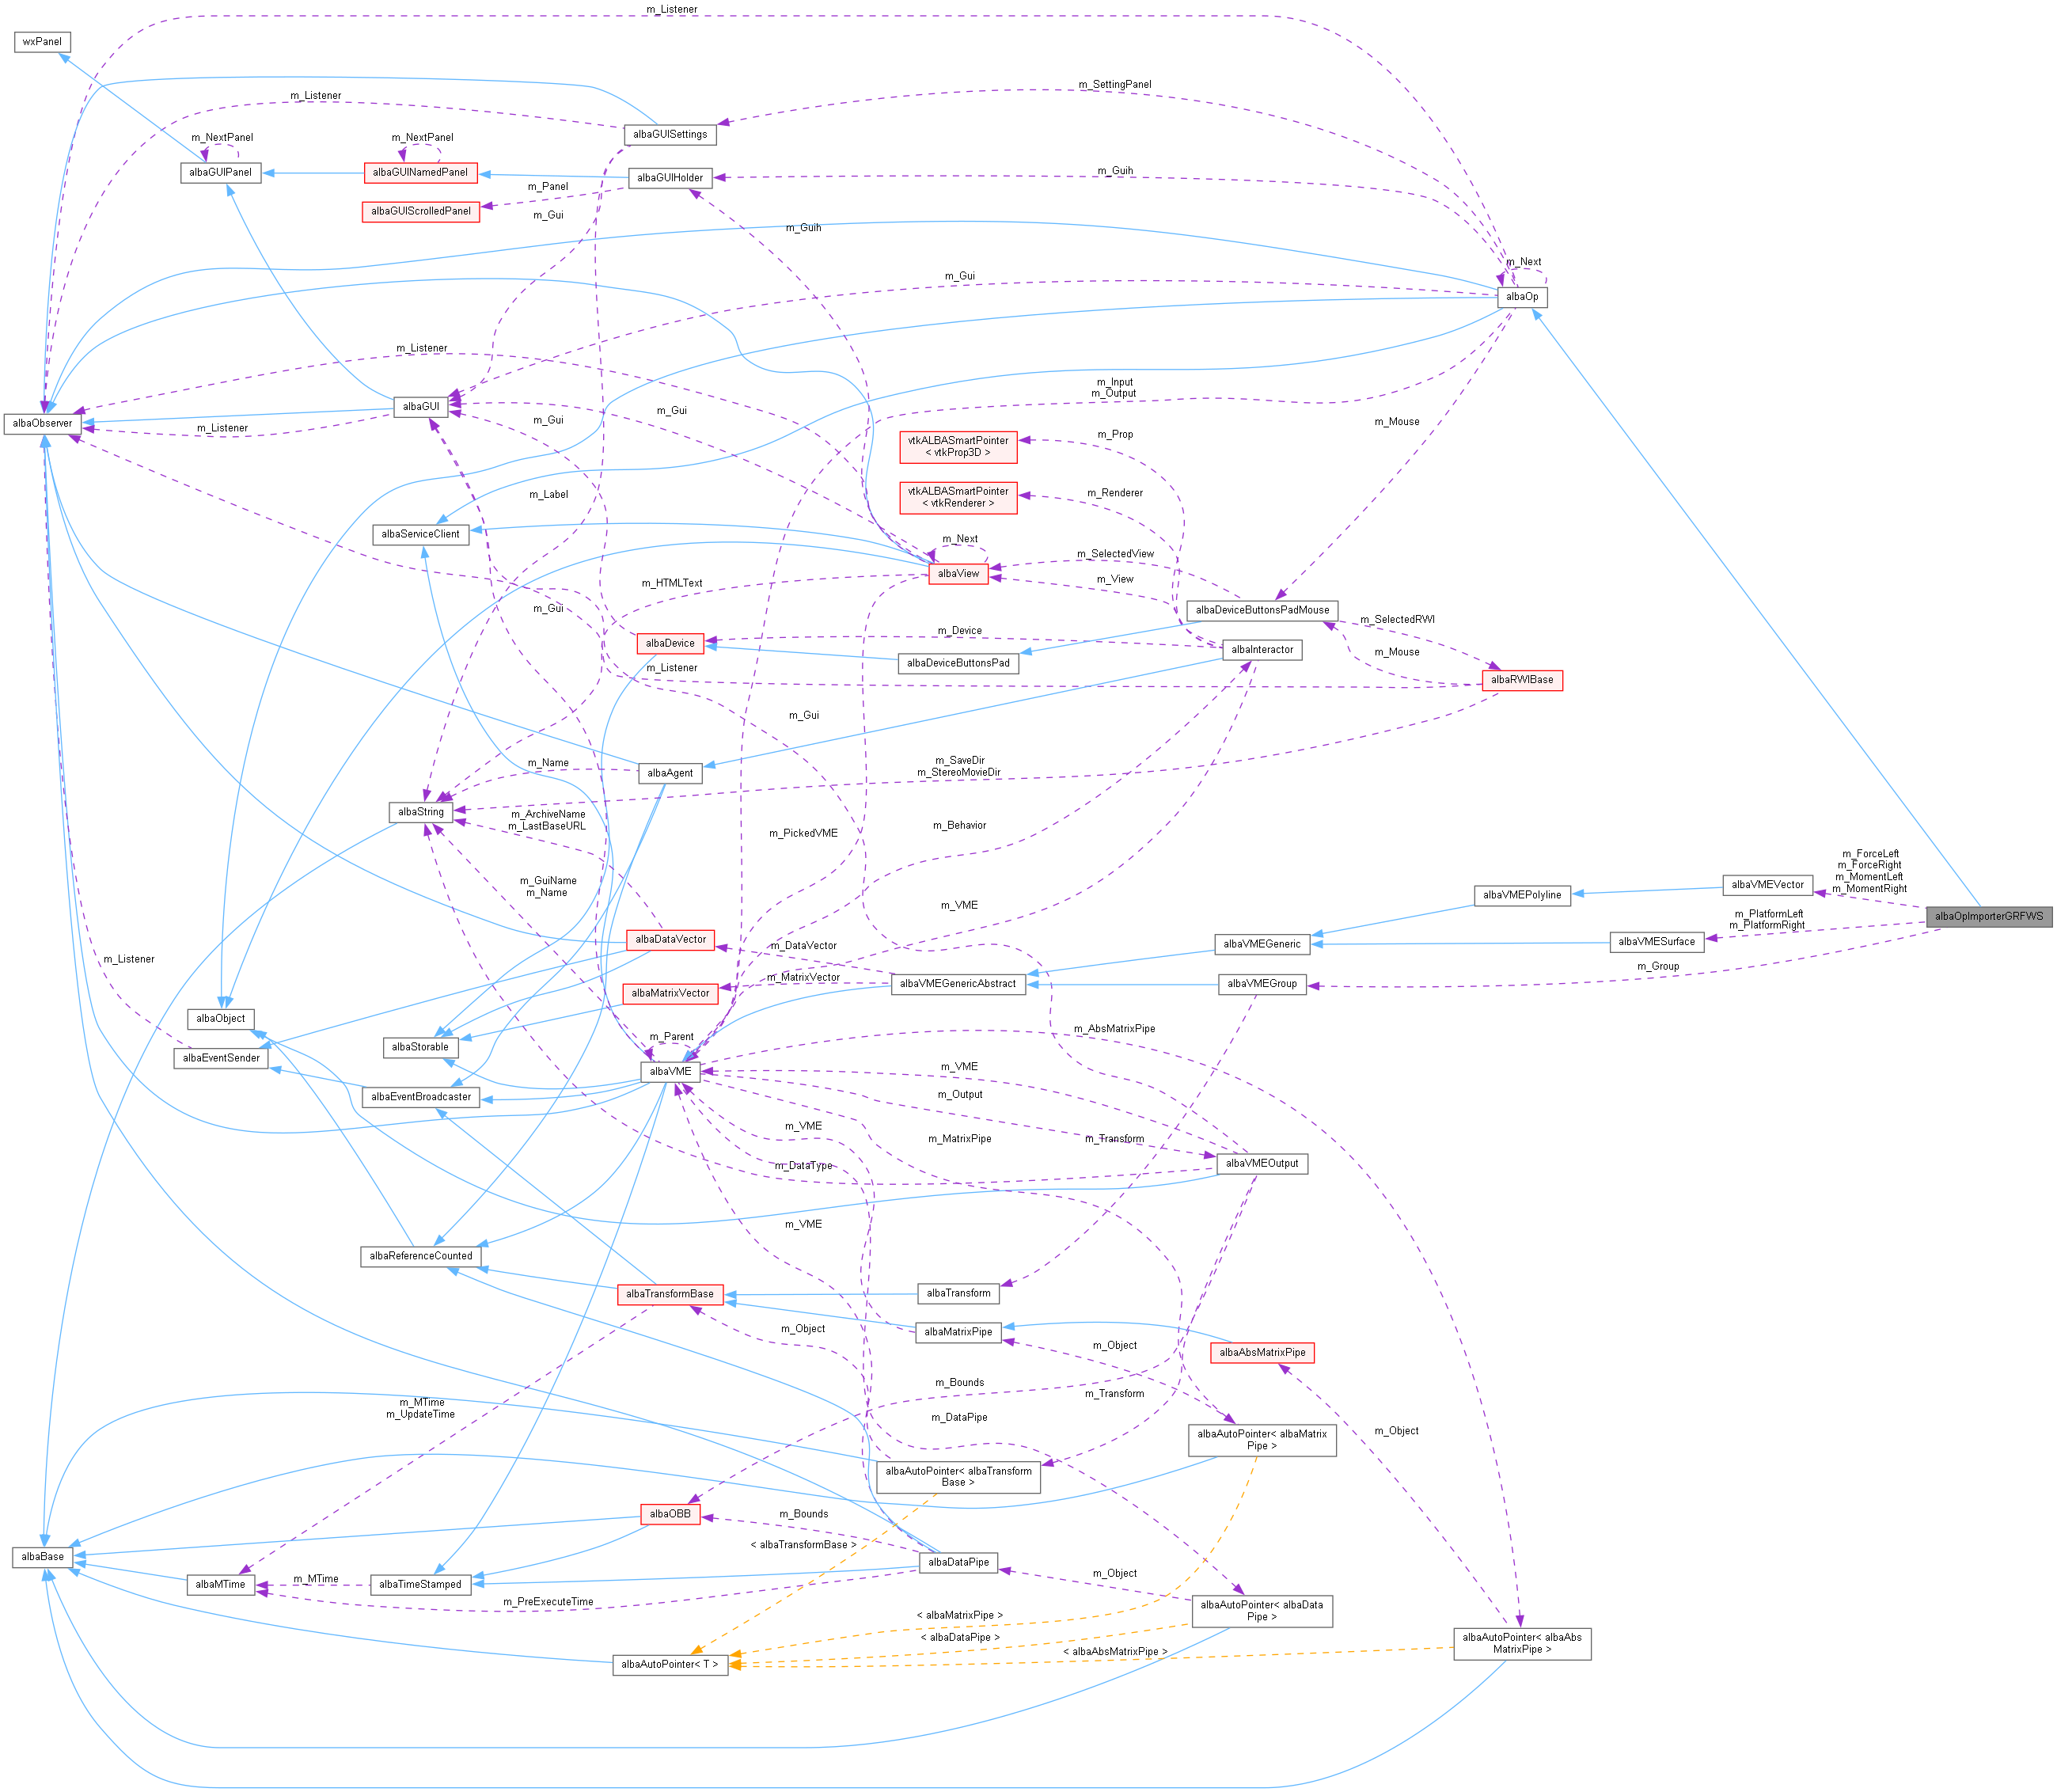 m_Listener
wxPanel
m_SettingPanel
m_Listener
albaGUISettings
m_NextPanel
m_NextPanel
albaGUIPanel
albaGUINamedPanel
albaGUIHolder
m_Guih
m_Panel
albaGUIScrolledPanel
m_Gui
m_Guih
m_Next
m_Gui
albaOp
m_Listener
m_Input
m_Output
albaGUI
m_Gui
m_Gui
albaObserver
m_Listener
m_Mouse
m_Prop
vtkALBASmartPointer
< vtkProp3D >
m_Label
m_Renderer
vtkALBASmartPointer
< vtkRenderer >
albaServiceClient
m_Next
m_SelectedView
albaView
m_HTMLText
m_View
m_Gui
albaDeviceButtonsPadMouse
m_SelectedRWI
m_Device
albaDevice
albaInteractor
m_Mouse
albaDeviceButtonsPad
m_Listener
albaRWIBase
m_Gui
m_SaveDir
m_StereoMovieDir
m_Name
albaAgent
albaString
m_ArchiveName
m_LastBaseURL
m_PickedVME
m_Behavior
m_ForceLeft
m_ForceRight
m_MomentLeft
m_MomentRight
m_GuiName
m_Name
albaVMEVector
albaVMEPolyline
m_VME
m_PlatformLeft
m_PlatformRight
albaOpImporterGRFWS
albaDataVector
m_DataVector
albaVMEGeneric
albaVMESurface
m_Listener
m_Group
m_MatrixVector
albaMatrixVector
albaVMEGenericAbstract
albaVMEGroup
albaObject
m_AbsMatrixPipe
m_Parent
albaStorable
albaEventSender
albaVME
m_VME
albaEventBroadcaster
m_Output
m_VME
m_MatrixPipe
m_Transform
m_DataType
albaVMEOutput
m_VME
albaReferenceCounted
albaTransformBase
albaTransform
m_Object
albaMatrixPipe
m_Object
albaAbsMatrixPipe
m_Bounds
m_Transform
m_MTime
m_UpdateTime
m_DataPipe
m_Object
albaAutoPointer< albaMatrix
Pipe >
albaAutoPointer< albaTransform
Base >
albaOBB
m_Bounds
< albaTransformBase >
albaBase
albaDataPipe
m_MTime
m_Object
albaMTime
albaTimeStamped
m_PreExecuteTime
albaAutoPointer< albaData
Pipe >
< albaMatrixPipe >
< albaDataPipe >
albaAutoPointer< albaAbs
MatrixPipe >
< albaAbsMatrixPipe >
albaAutoPointer< T >